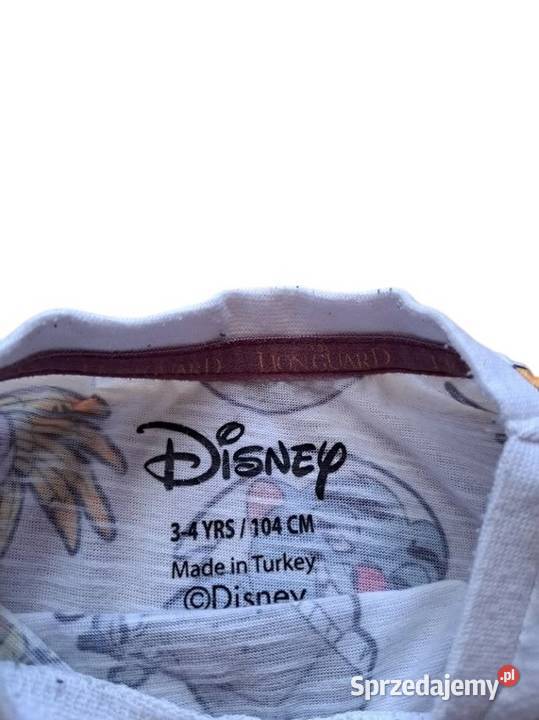 LION GUARD
Disney
3-4 YRS / 104 CM
Made in Turkey
©Disney
Sprzedajemy.pl